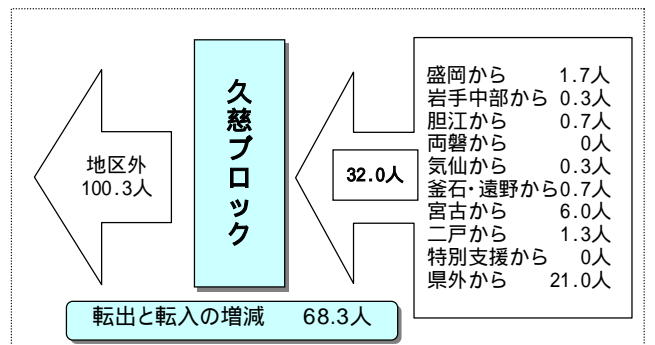 地区外
100.3人
久慈ブロック
32.0人
盛岡から 1.7人
岩手中部から 0.3人
胆江から 0.7人
両磐から 0人
気仙から 0.3人
釜石・遠野から0.7人
宮古から 6.0人
二戸から 1.3人
特別支援から 0人
県外から 21.0人
転出と転入の増減 68.3人